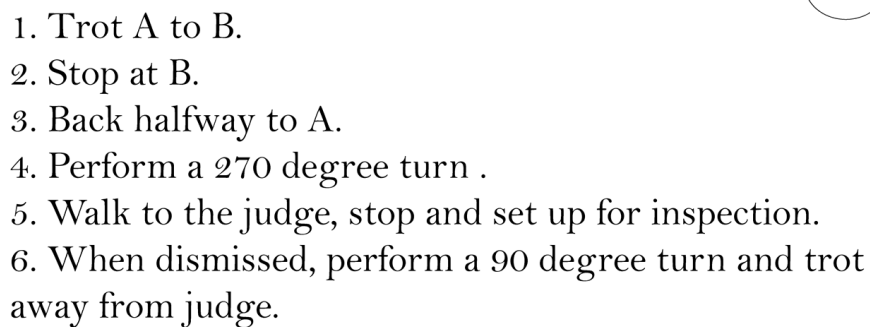 1. Trot A to B.
2. Stop at B.
3. Back halfway to A.
4. Perform a 270 degree turn .
5. Walk to the judge, stop and set up for inspection.
6. When dismissed, perform a 90 degree turn and trot
away from judge.